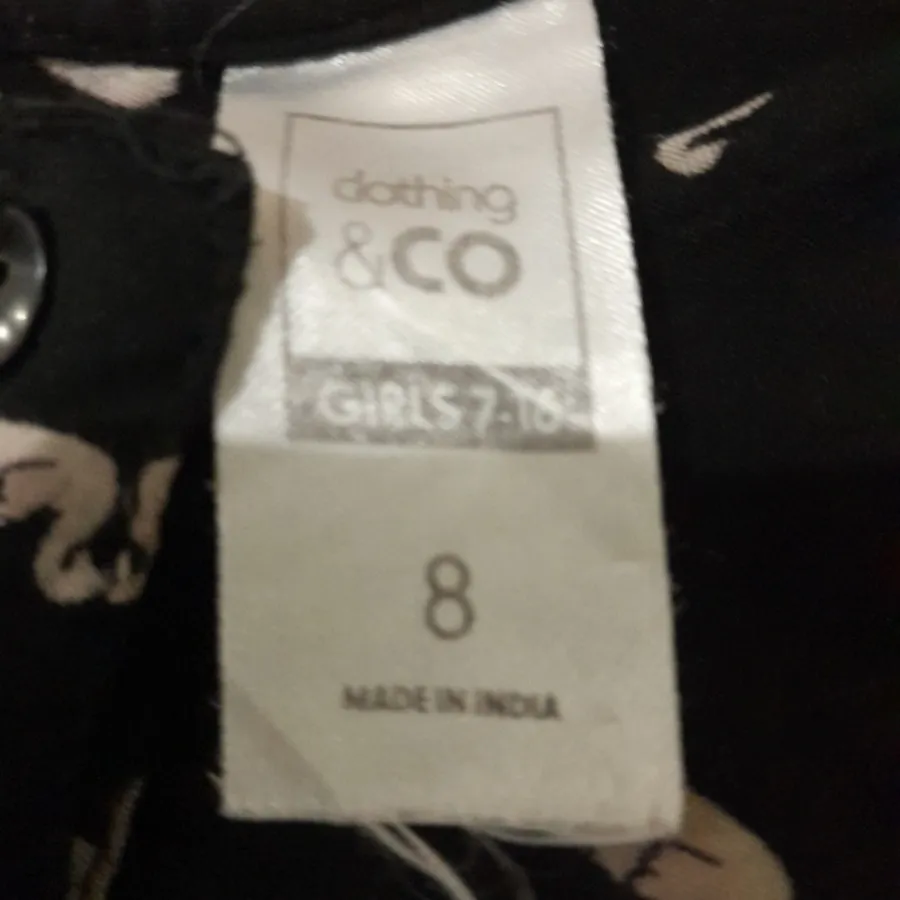 clothing
&CO
GIRLS 7-16
8
MADE IN INDIA